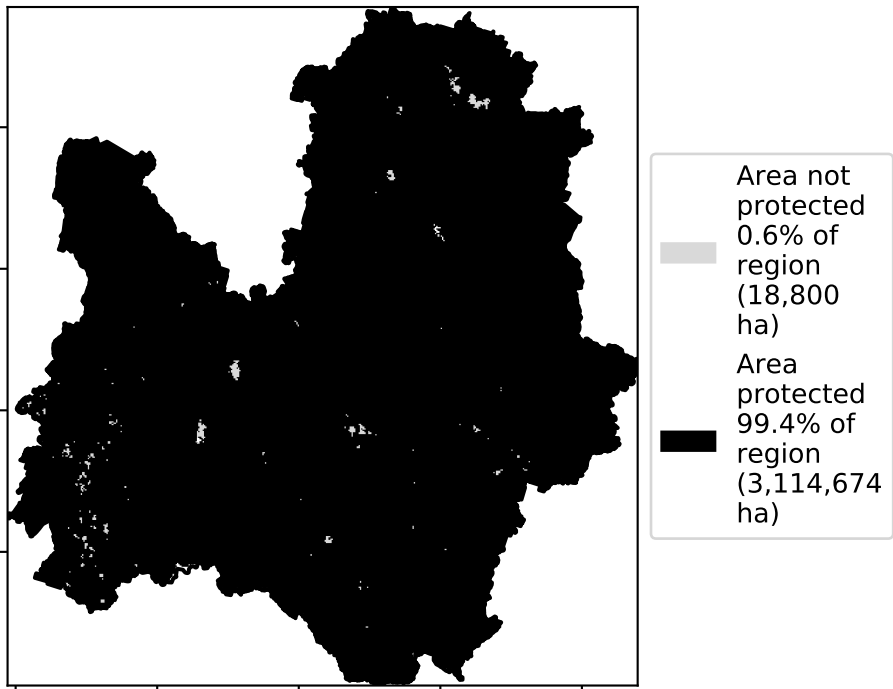 Area not
protected
0.6% of
region
(18,800
ha)
Area
protected
99.4% of
region
(3,114,674
ha)